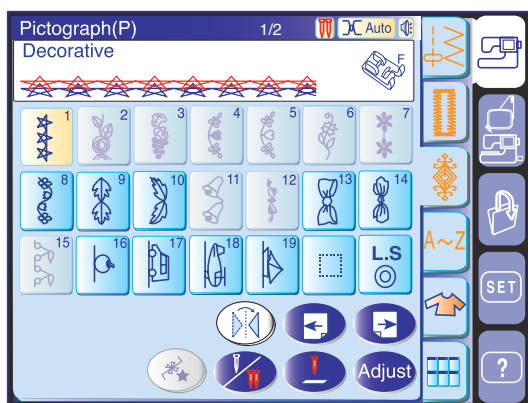 Pictograph(P) 1/2 Auto
Decorative
F
1 2 3 4 5 6 7
8 9 10 11 12 13 14
15 16 17 18 19 L.S
A~Z
SET
Adjust
?